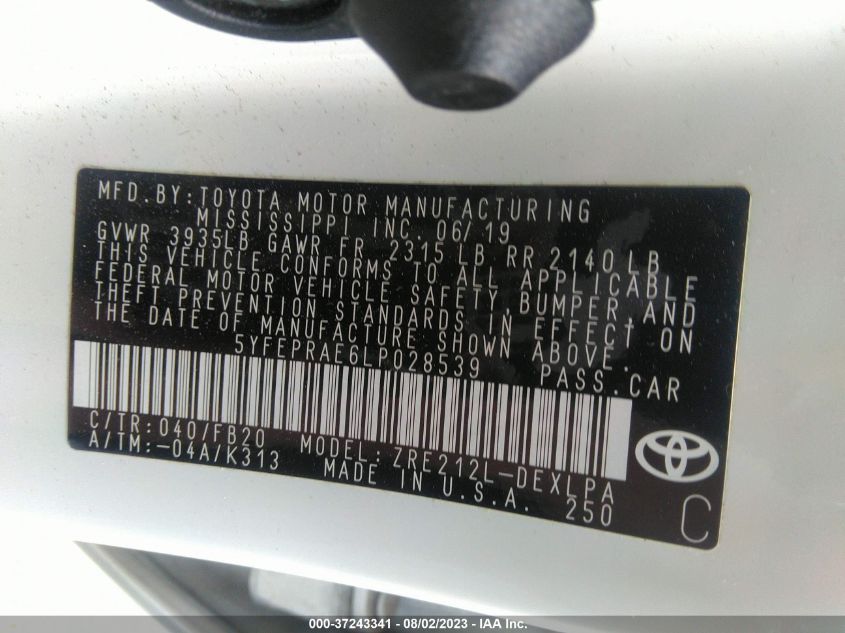 MFD.BY:TOYOTA MOTOR MANUFACTURING
MISSISSIPPI INC. 06/19
GVWR 3935LB GAWR FR 2315 LB RR 2140 LB
THIS VEHICLE CONFORMS TO ALL APPLICABLE
FEDERAL MOTOR VEHICLE SAFETY,BUMPER,AND
THEFT PREVENTION STANDARDS IN EFFECT ON
THE DATE OF MANUFACTURE SHOWN ABOVE.
5YFEPRAE6LP028539 PASS.CAR
C/TR:040/FB20 MODEL:ZRE212L-DEXLPA
A/TM:-04A/K313 MADE IN U.S.A. 250
C
000-37243341 - 08/02/2023 - IAA Inc.